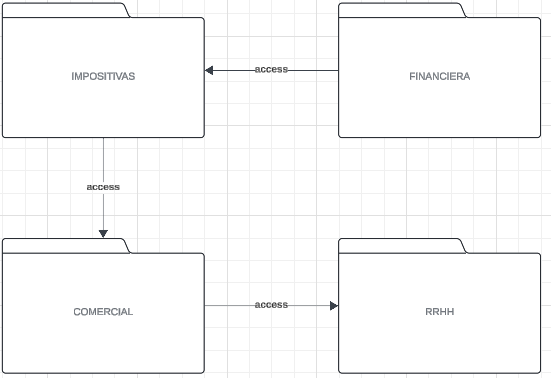 IMPOSITIVAS
access
FINANCIERA
access
COMERCIAL
access
RRHH